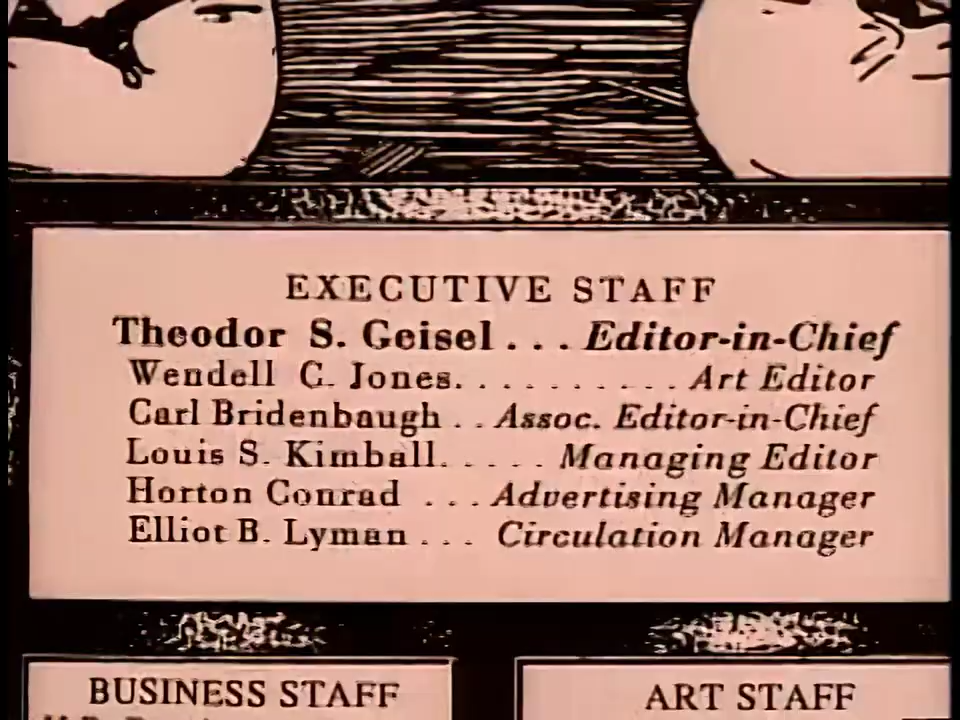 EXECUTIVE STAFF
Theodor S. Geisel . . . Editor-in-Chief
Wendell C. Jones. . . . . . . . . . . Art Editor
Carl Bridenbaugh . . Assoc. Editor-in-Chief
Louis S. Kimball. . . . . Managing Editor
Horton Conrad . . . Advertising Manager
Elliot B. Lyman . . . Circulation Manager
BUSINESS STAFF
ART STAFF